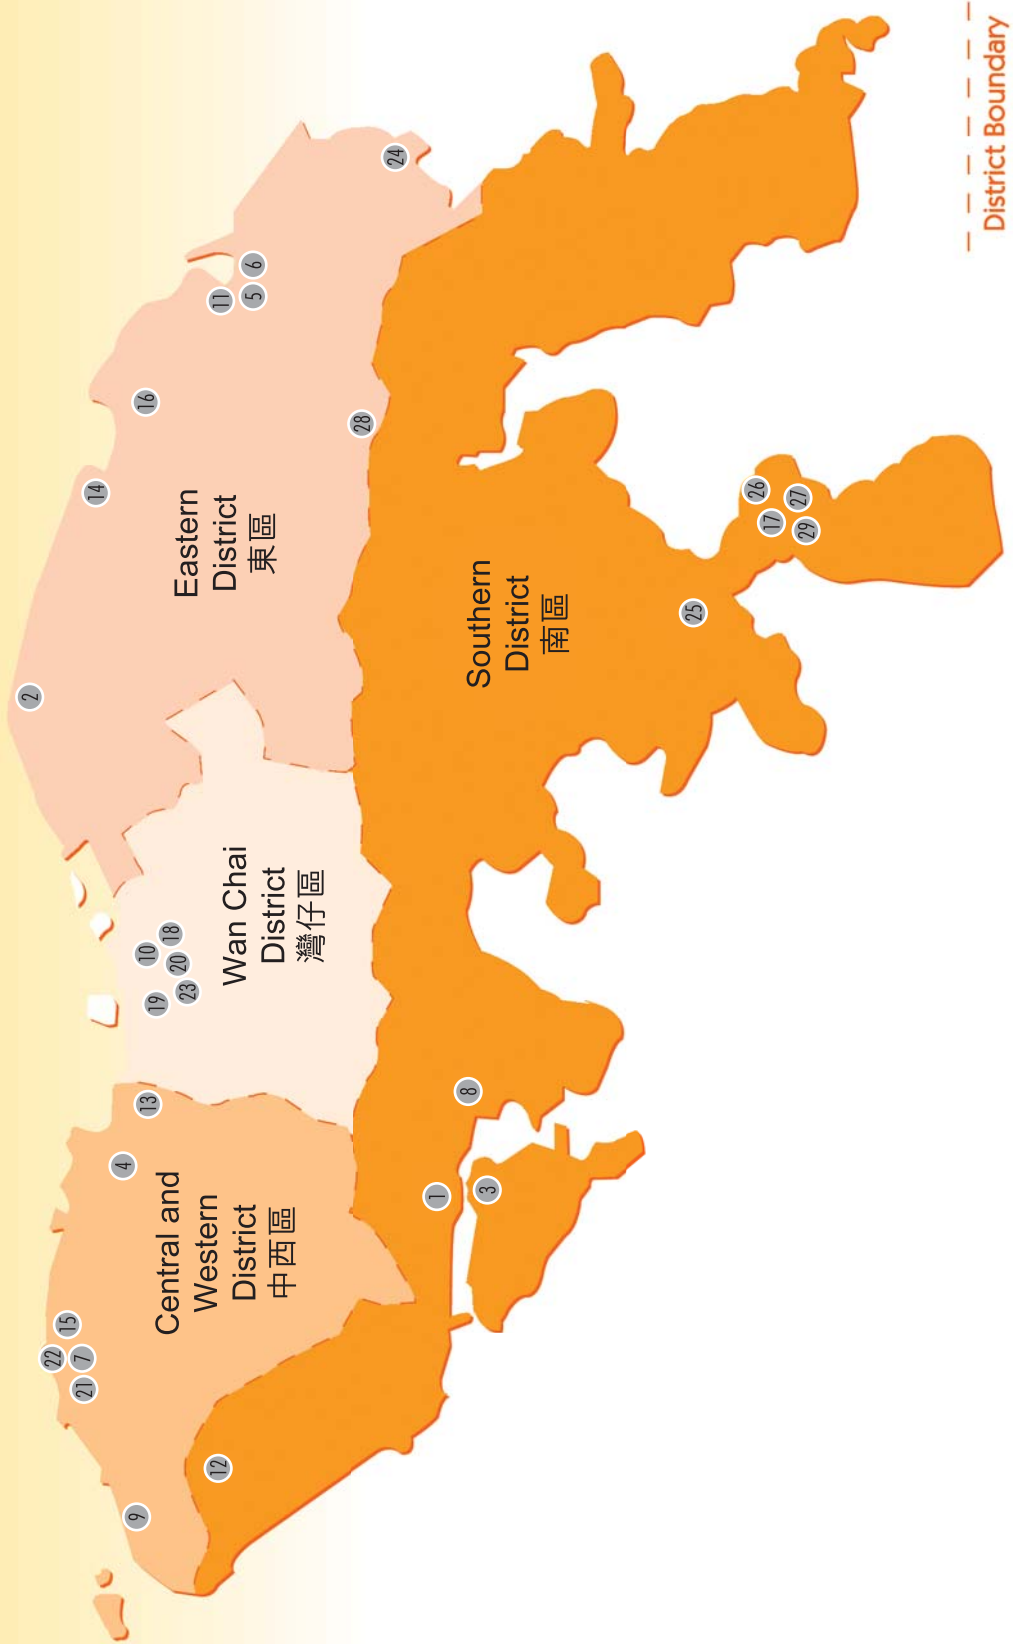 District Boundary
Eastern
District
東區
Southern
District
南區
Wan Chai
District
灣仔區
Central and
Western
District
中西區
2
14
16
11
5
6
24
28
26
17
27
29
25
10
18
20
19
23
13
4
8
1
3
15
22
7
21
12
9